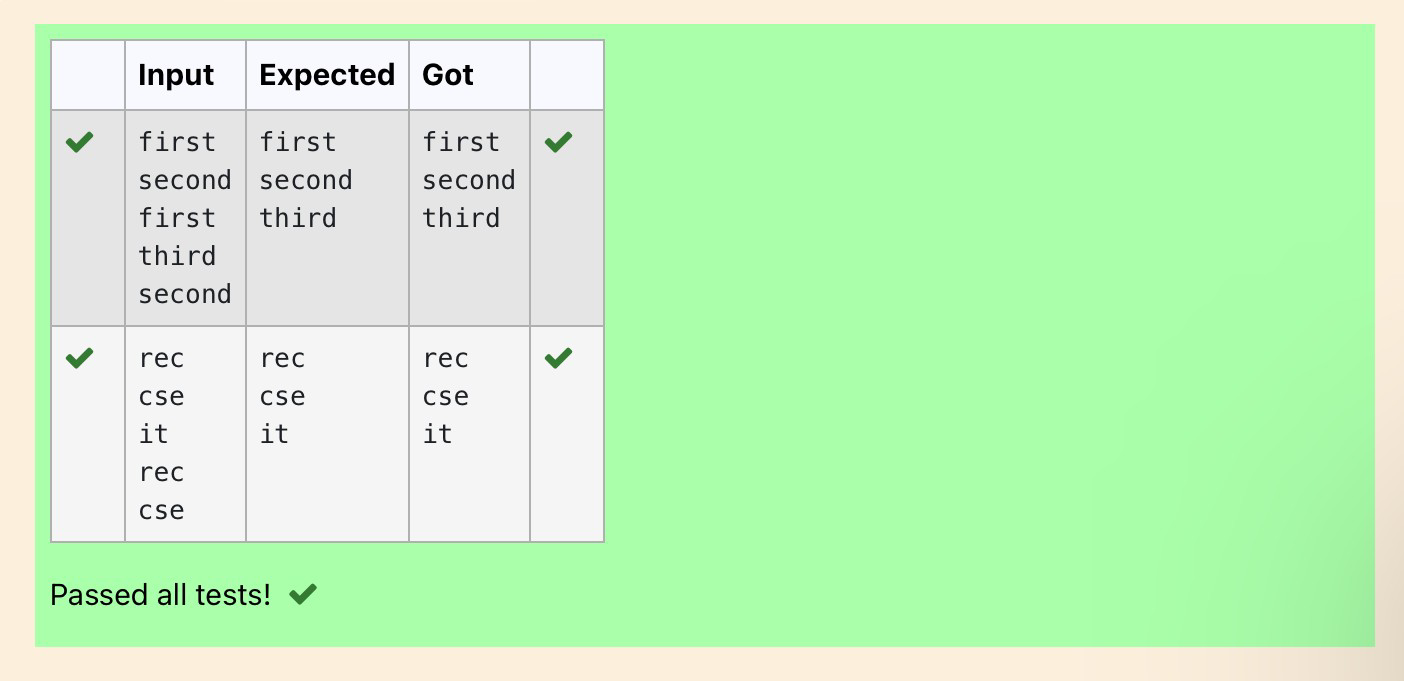 Input Expected Got
first first first
second second second
first third third
third
second
rec rec rec
cse cse cse
it it it
rec
cse
Passed all tests!